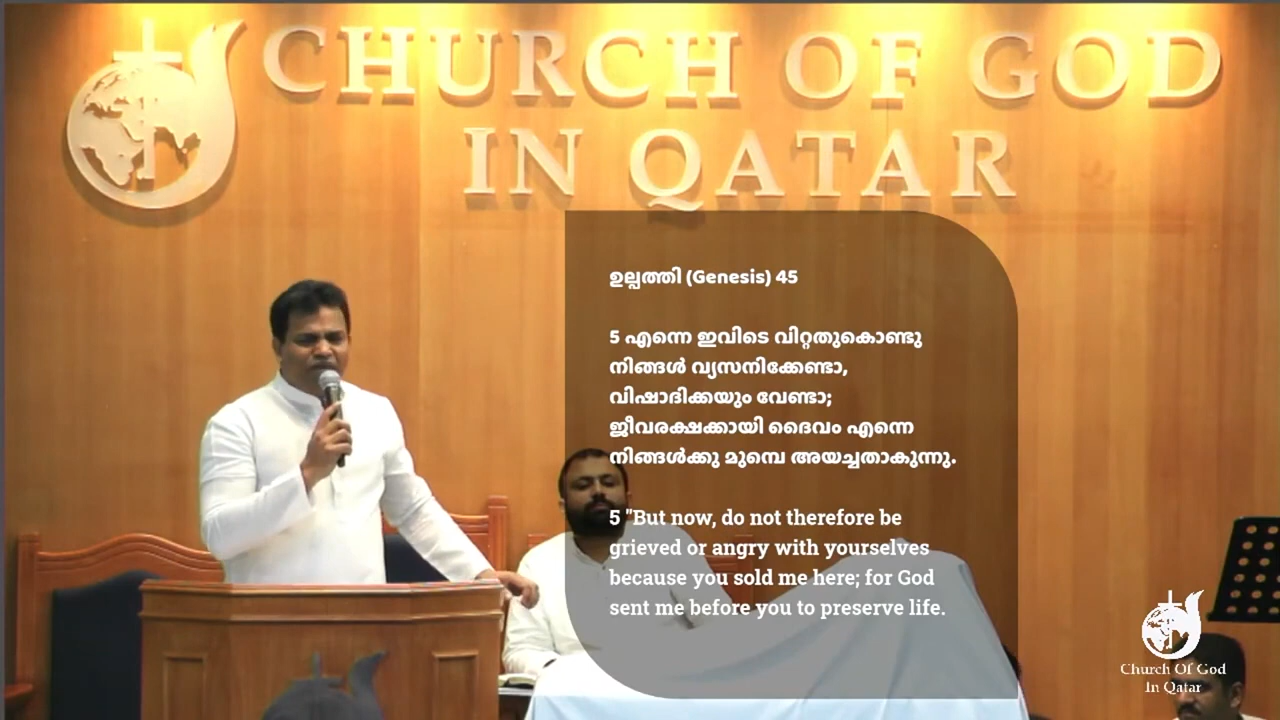 CHURCH OF GOD
IN QATAR
ഉല്പത്തി (Genesis) 45
5 എന്നെ ഇവിടെ വിറ്റതുകൊണ്ടു
നിങ്ങൾ വ്യസനിക്കേണ്ടാ,
വിഷാദിക്കയും വേണ്ടാ;
ജീവരക്ഷക്കായി ദൈവം എന്നെ
നിങ്ങൾക്കു മുമ്പെ അയച്ചതാകുന്നു.
5 "But now, do not therefore be
grieved or angry with yourselves
because you sold me here; for God
sent me before you to preserve life.
Church Of God
In Qatar